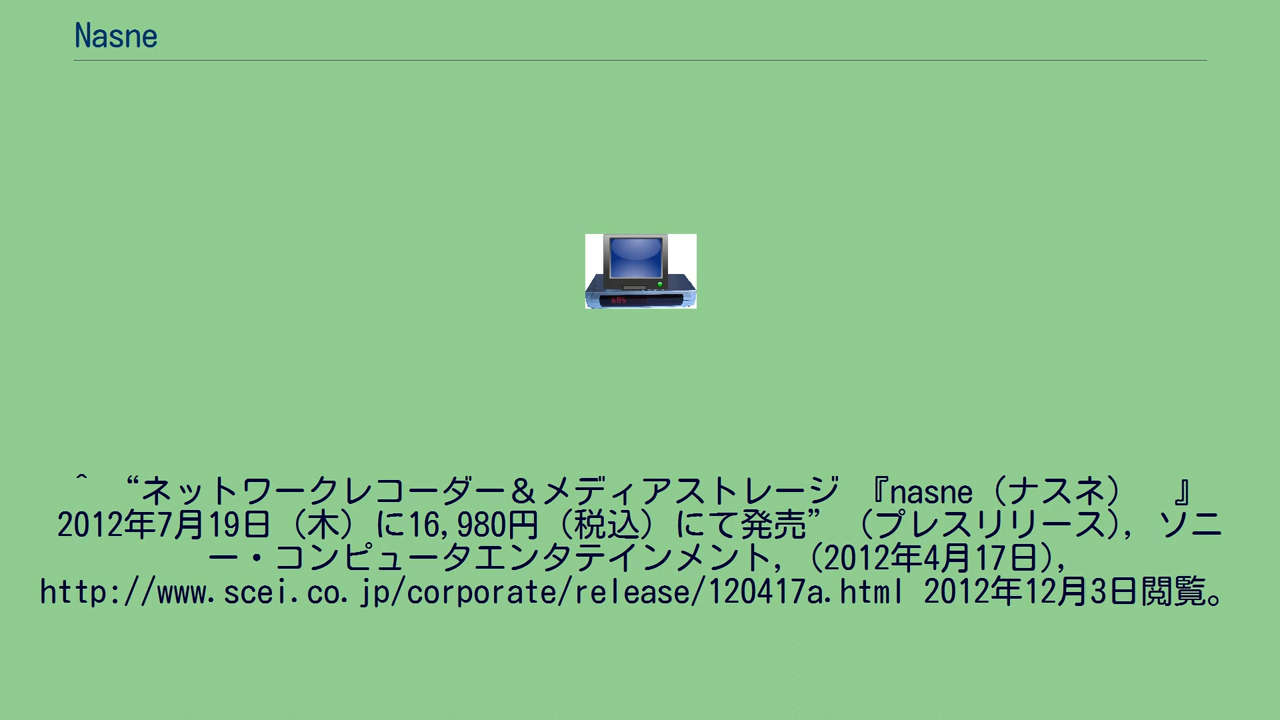 Nasne
^ “ネットワークレコーダー＆メディアストレージ 『nasne（ナスネ） 』
2012年7月19日（木）に16,980円（税込）にて発売” （プレスリリース), ソニ
ー・コンピュータエンタテインメント, (2012年4月17日),
http://www.scei.co.jp/corporate/release/120417a.html 2012年12月3日閲覧。